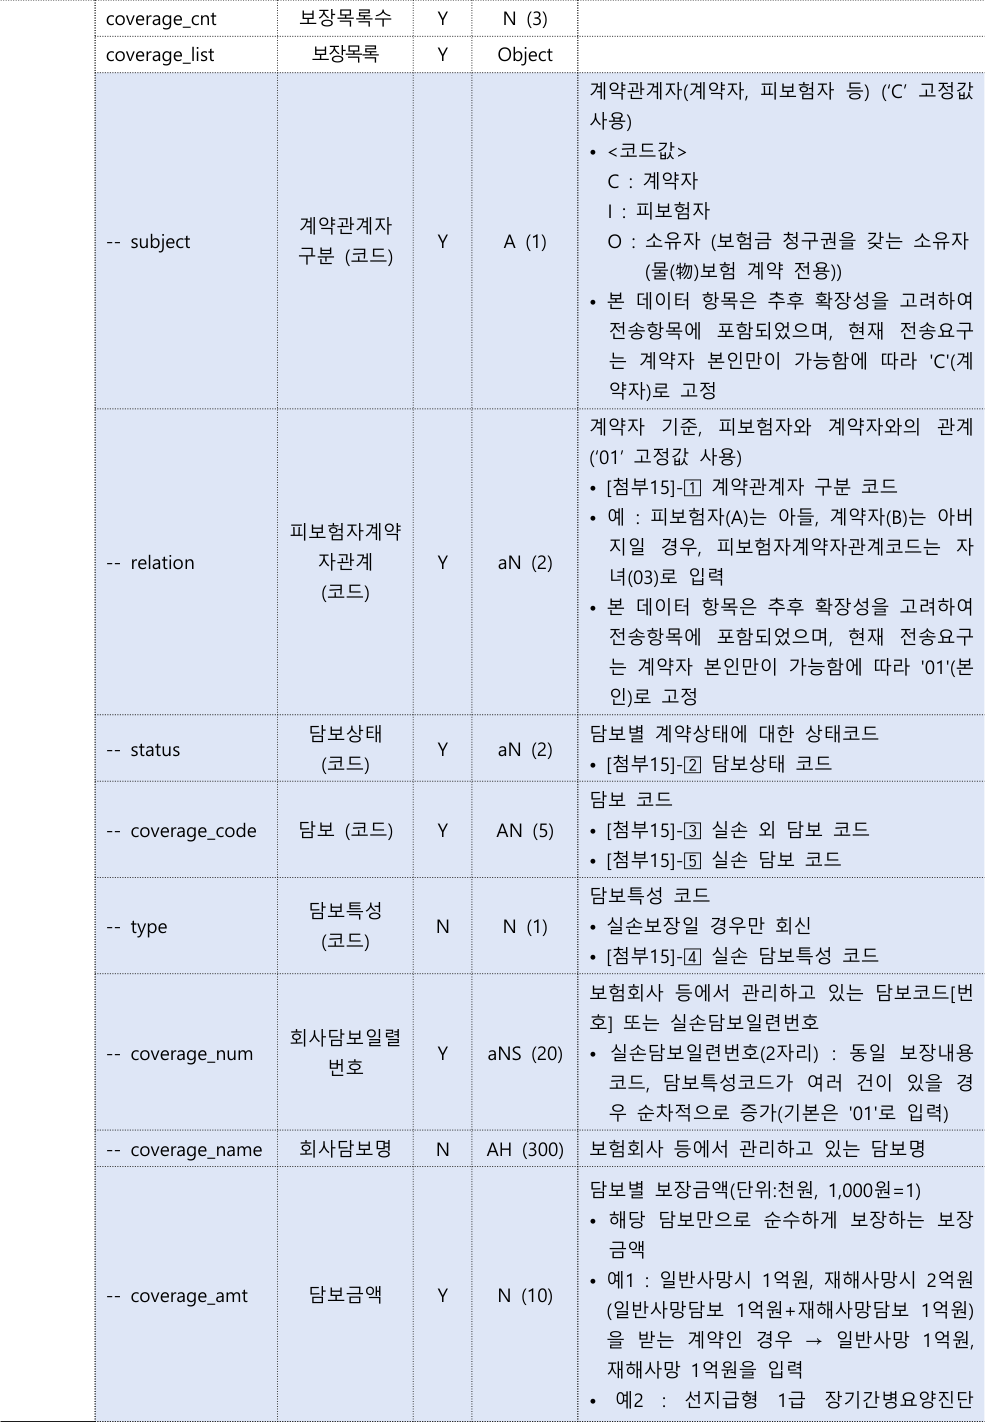 coverage_cnt 보장목록수 Y N (3)
coverage_list 보장목록 Y Object
-- subject
계약관계자
구분 (코드)
Y
A (1)
계약관계자(계약자, 피보험자 등) (‘C’ 고정값
사용)
• <코드값>
C : 계약자
I : 피보험자
O : 소유자 (보험금 청구권을 갖는 소유자
(물(物)보험 계약 전용))
• 본 데이터 항목은 추후 확장성을 고려하여
전송항목에 포함되었으며, 현재 전송요구
는 계약자 본인만이 가능함에 따라 'C'(계
약자)로 고정
-- relation
피보험자계약
자관계
(코드)
Y
aN (2)
계약자 기준, 피보험자와 계약자와의 관계
(‘01’ 고정값 사용)
• [첨부15]-1 계약관계자 구분 코드
• 예 : 피보험자(A)는 아들, 계약자(B)는 아버
지일 경우, 피보험자계약자관계코드는 자
녀(03)로 입력
• 본 데이터 항목은 추후 확장성을 고려하여
전송항목에 포함되었으며, 현재 전송요구
는 계약자 본인만이 가능함에 따라 '01'(본
인)로 고정
-- status
담보상태
(코드)
Y
aN (2)
담보별 계약상태에 대한 상태코드
• [첨부15]-2 담보상태 코드
-- coverage_code
담보 (코드)
Y
AN (5)
담보 코드
• [첨부15]-3 실손 외 담보 코드
• [첨부15]-5 실손 담보 코드
-- type
담보특성
(코드)
N
N (1)
담보특성 코드
• 실손보장일 경우만 회신
• [첨부15]-4 실손 담보특성 코드
-- coverage_num
회사담보일렬
번호
Y
aNS (20)
보험회사 등에서 관리하고 있는 담보코드[번
호] 또는 실손담보일련번호
• 실손담보일련번호(2자리) : 동일 보장내용
코드, 담보특성코드가 여러 건이 있을 경
우 순차적으로 증가(기본은 '01'로 입력)
-- coverage_name 회사담보명 N AH (300) 보험회사 등에서 관리하고 있는 담보명
-- coverage_amt
담보금액
Y
N (10)
담보별 보장금액(단위:천원, 1,000원=1)
• 해당 담보만으로 순수하게 보장하는 보장
금액
• 예1 : 일반사망시 1억원, 재해사망시 2억원
(일반사망담보 1억원+재해사망담보 1억원)
을 받는 계약인 경우 → 일반사망 1억원,
재해사망 1억원을 입력
• 예2 : 선지급형 1급 장기간병요양진단